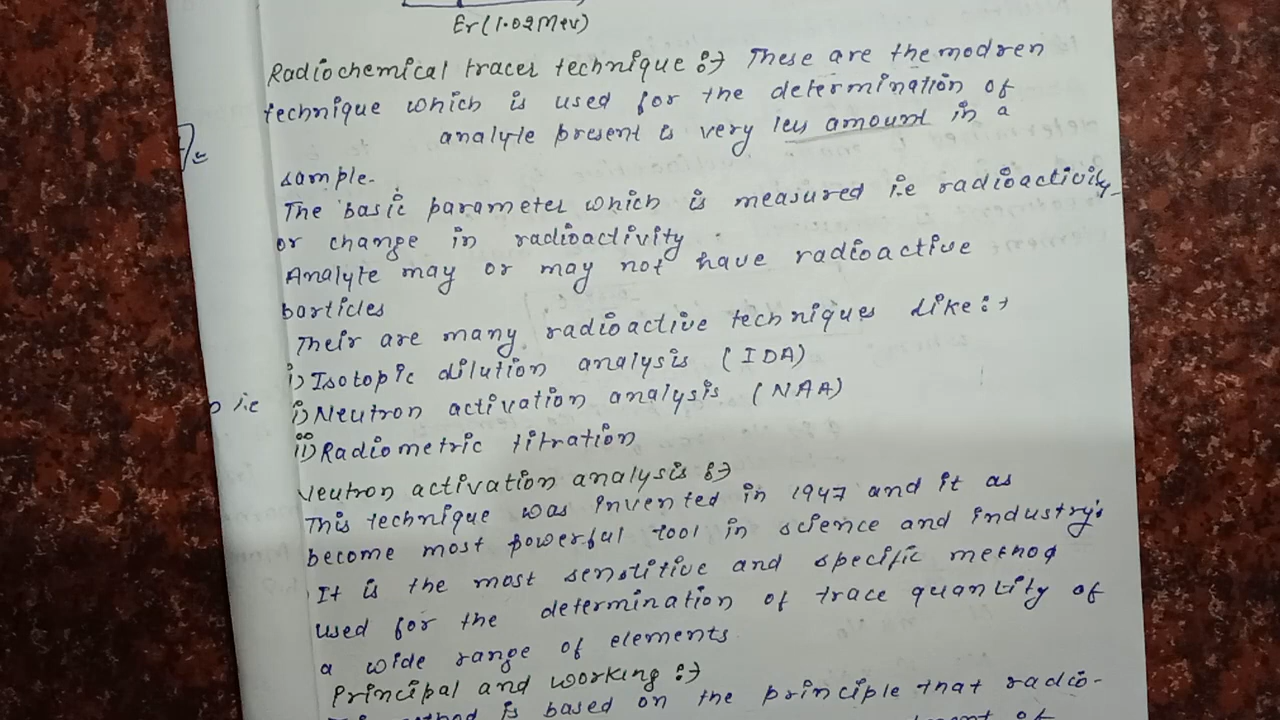 Er(1.02Mev)
Radiochemical tracer technique :→ These are the modren
technique which is used for the determination of
analyte present is very less amount in a
sample.
The basic parameter which is measured i.e radioactivity
or change in radioactivity
Analyte may or may not have radioactive
particles
Their are many radioactive techniques like :→
i) Isotopic dilution analysis (IDA)
i) Neutron activation analysis (NAA)
i.e
iii) Radiometric titration
Neutron activation analysis :→
This technique was invented in 1947 and it as
become most powerful tool in science and industry.
It is the most senstitive and specific method
used for the determination of trace quantity of
a wide range of elements
Principal and working :→
is based on the principle that radio-
of